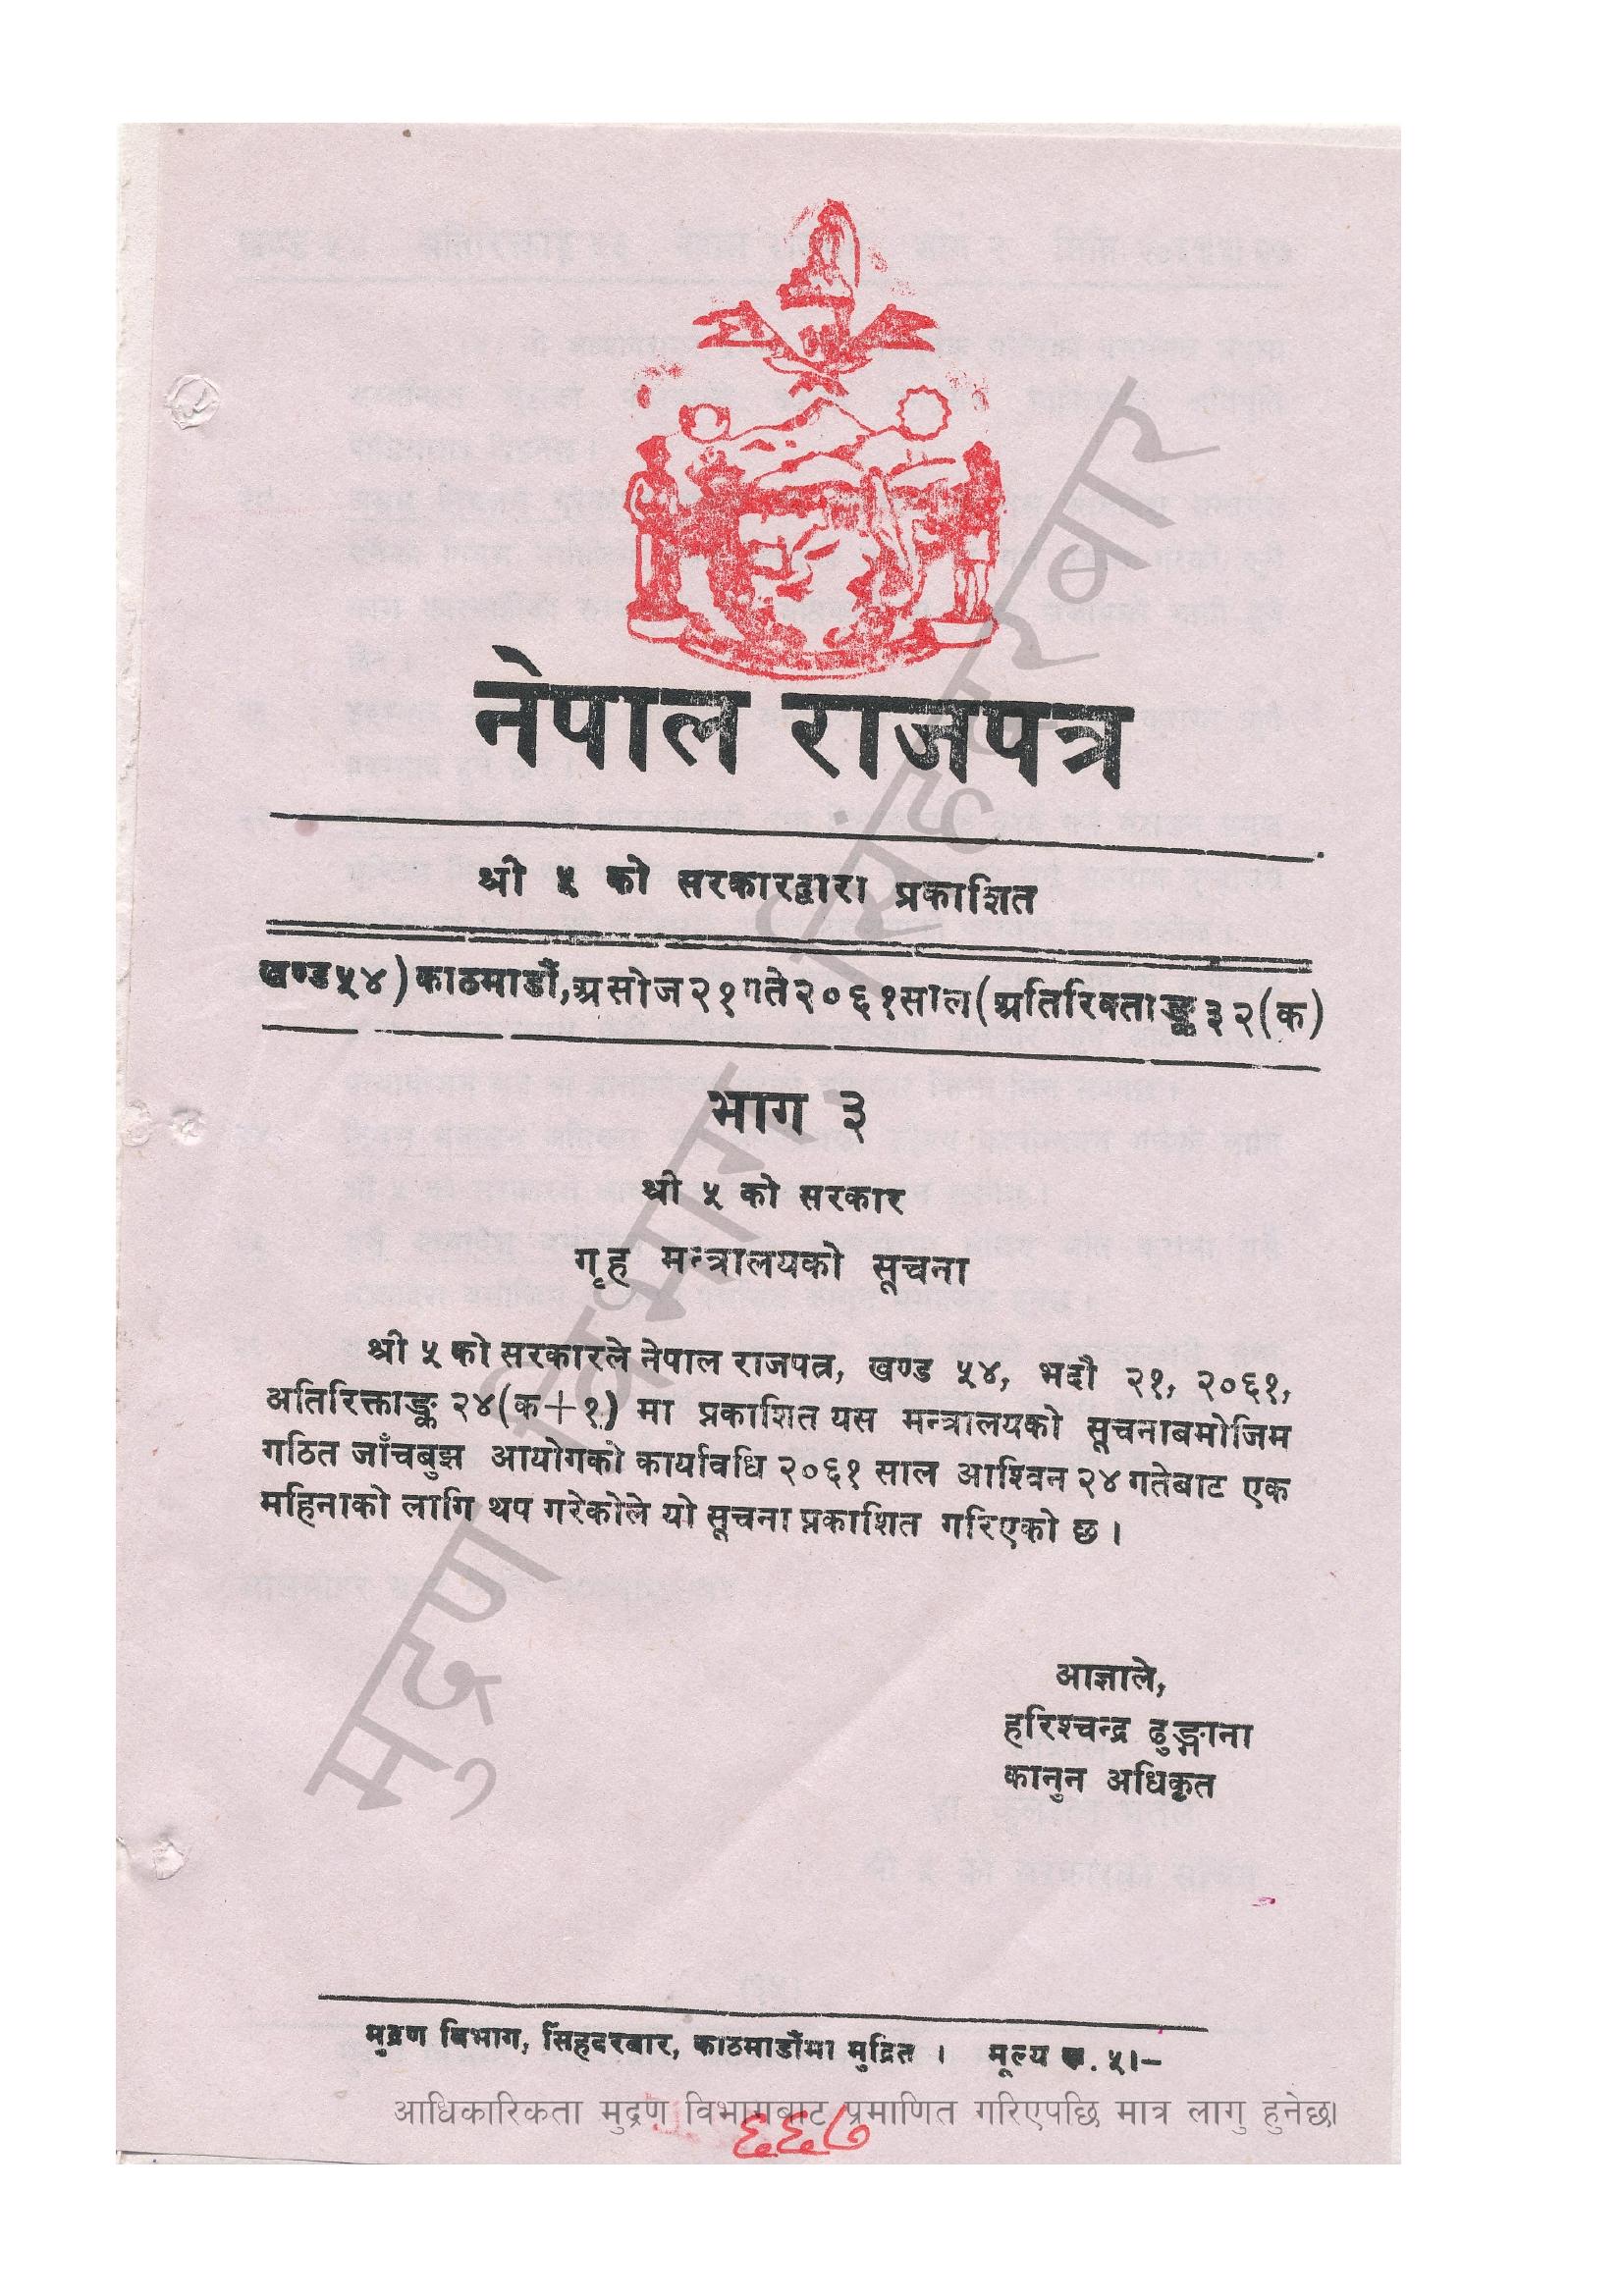 नेपाल राजपत्र
श्री ५ को सरकारद्वारा प्रकाशित
खण्ड ५४) काठमाडौं, असोज २१ गते २०६१ साल (अतिरिक्ताङ्क ३२ (क)
भाग ३
श्री ५ को सरकार
गृह मन्त्रालयको सूचना
श्री ५ को सरकारले नेपाल राजपत्र, खण्ड ५४, भदौ २१, २०६१,
अतिरिक्ताङ्क २४(क+१) मा प्रकाशित यस मन्त्रालयको सूचनाबमोजिम
गठित जाँचबुझ आयोगको कार्यावधि २०६१ साल आश्विन २४ गतेबाट एक
महिनाको लागि थप गरेकोले यो सूचना प्रकाशित गरिएको छ ।
आज्ञाले,
हरिश्चन्द्र ढुङ्गाना
कानुन अधिकृत
मुद्रण विभाग, सिंहदरबार, काठमाडौंमा मुद्रित । मूल्य रु. ५।–
आधिकारिकता मुद्रण विभागबाट प्रमाणित गरिएपछि मात्र लागु हुनेछ।
६६७
मुद्रण विभाग, सिंहदरबार